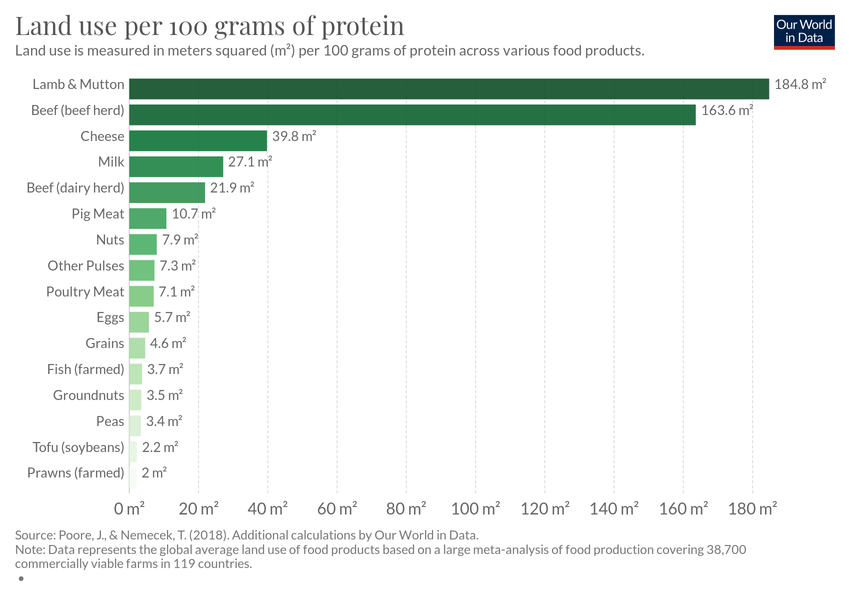 Land use per 100 grams of protein
Land use is measured in meters squared (m²) per 100 grams of protein across various food products.
Our World
in Data
Lamb & Mutton 184.8 m²
Beef (beef herd) 163.6 m²
Cheese 39.8 m²
Milk 27.1 m²
Beef (dairy herd) 21.9 m²
Pig Meat 10.7 m²
Nuts 7.9 m²
Other Pulses 7.3 m²
Poultry Meat 7.1 m²
Eggs 5.7 m²
Grains 4.6 m²
Fish (farmed) 3.7 m²
Groundnuts 3.5 m²
Peas 3.4 m²
Tofu (soybeans) 2.2 m²
Prawns (farmed) 2 m²
0 m² 20 m² 40 m² 60 m² 80 m² 100 m² 120 m² 140 m² 160 m² 180 m²
Source: Poore, J., & Nemecek, T. (2018). Additional calculations by Our World in Data.
Note: Data represents the global average land use of food products based on a large meta-analysis of food production covering 38,700
commercially viable farms in 119 countries.
•